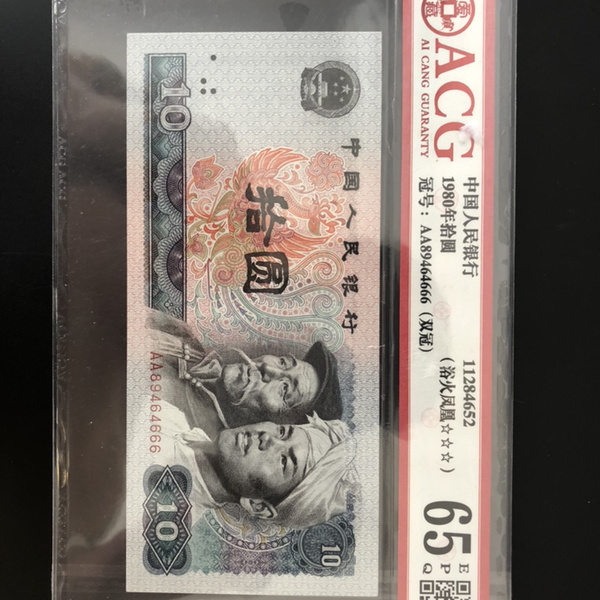 10
中国人民银行
拾圆
AA89464666
10
10
ACG
AI CANG GUARANTY
中国人民银行
1980年拾圆
冠号：AA89464666（双冠）
11284652
（浴火凤凰☆☆☆）
65
E
P
Q